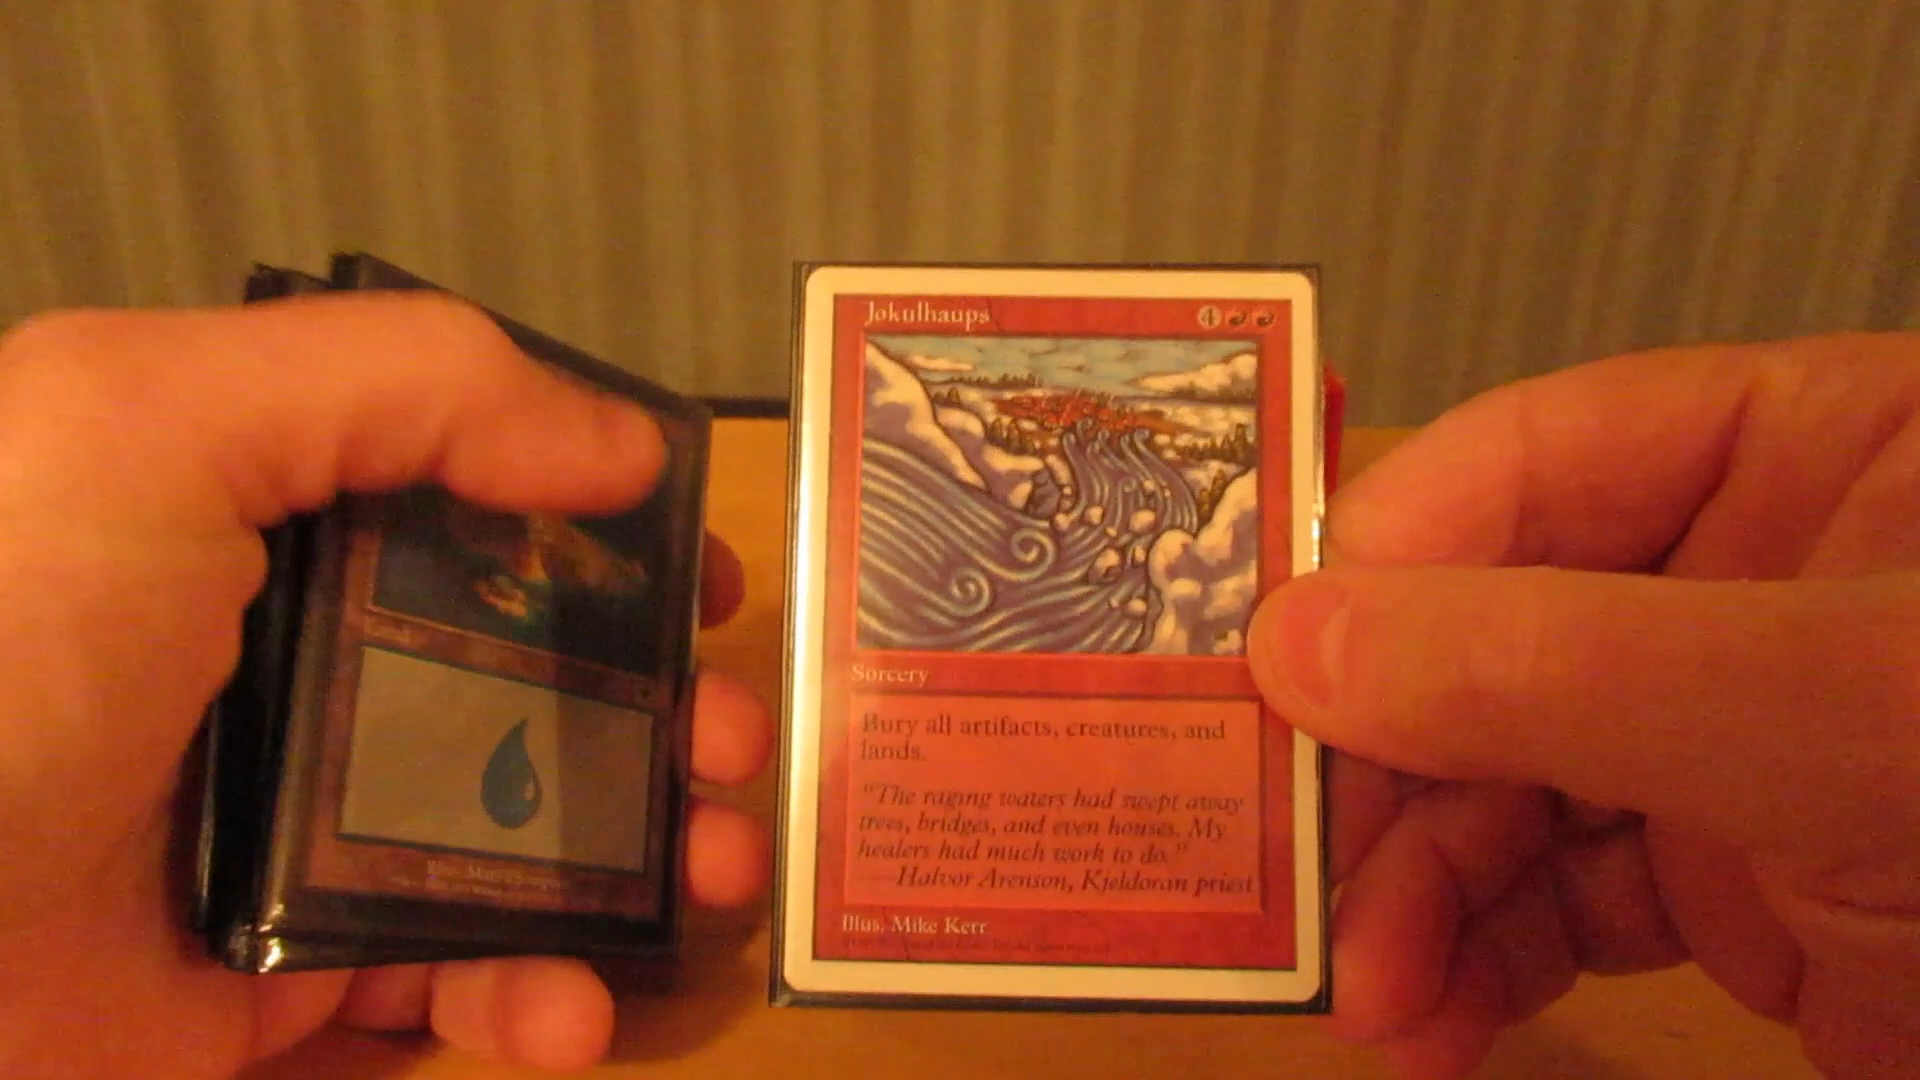 Jokulhaups 4
Sorcery
Bury all artifacts, creatures, and
lands.
"The raging waters had swept away
trees, bridges, and even houses. My
healers had much work to do."
—Halvor Arenson, Kjeldoran priest
Illus. Mike Kerr
Land